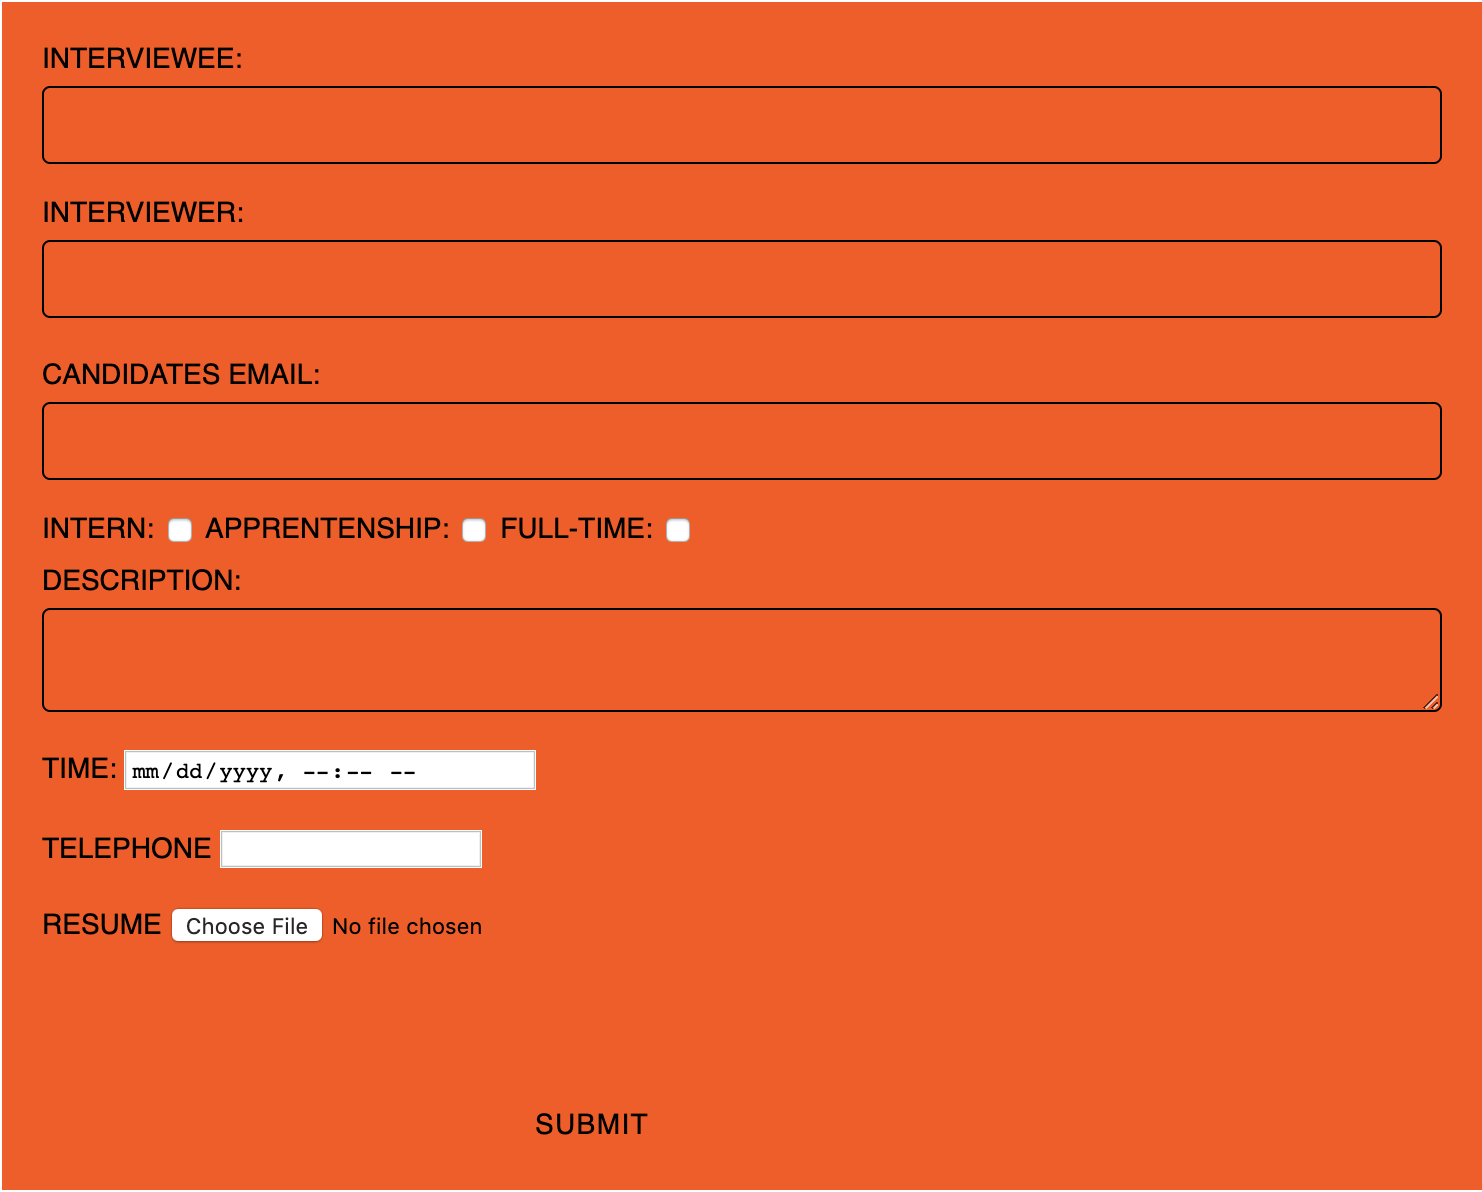 INTERVIEWEE:
INTERVIEWER:
CANDIDATES EMAIL:
INTERN: APPRENTENSHIP: FULL-TIME:
DESCRIPTION:
TIME: mm/dd/yyyy, --:-- --
TELEPHONE
RESUME Choose File No file chosen
SUBMIT